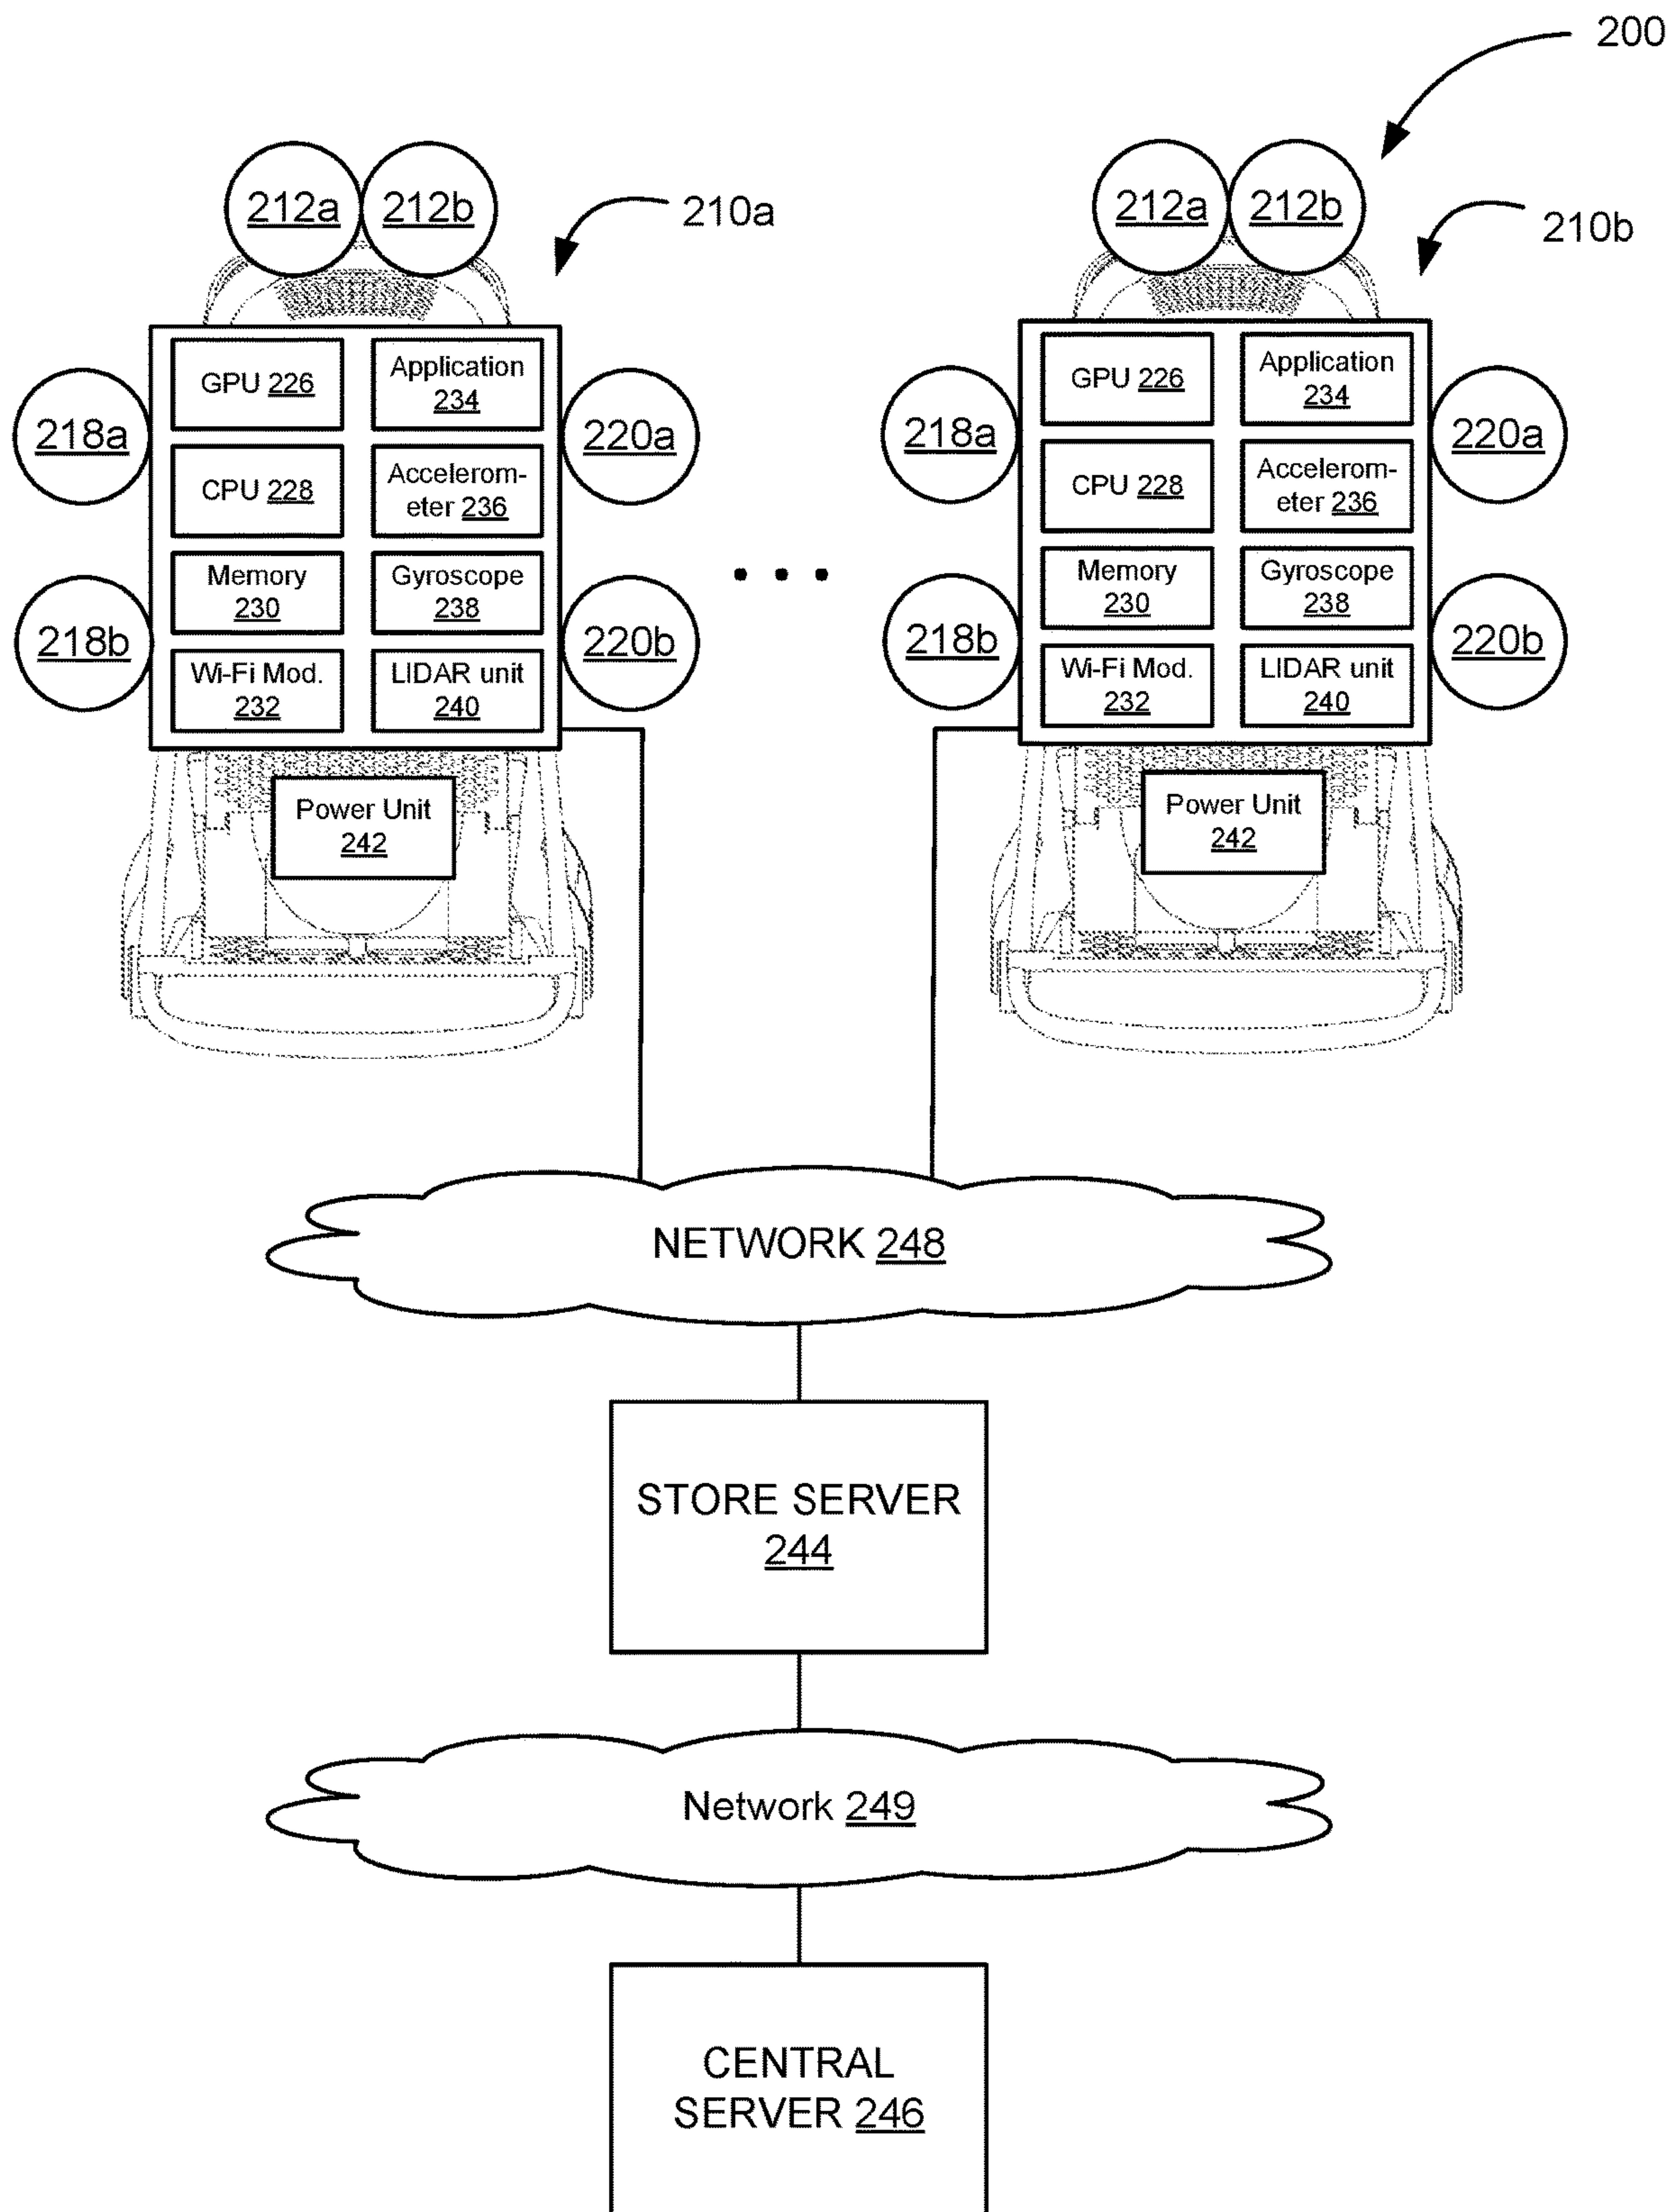 200
212a 212b
210a
212a 212b
210b
GPU 226
Application
234
218a
220a
CPU 228
Accelerom-
eter 236
Memory
230
Gyroscope
238
218b
220b
Wi-Fi Mod.
232
LIDAR unit
240
Power Unit
242
GPU 226
Application
234
218a
220a
CPU 228
Accelerom-
eter 236
Memory
230
Gyroscope
238
218b
220b
Wi-Fi Mod.
232
LIDAR unit
240
Power Unit
242
NETWORK 248
STORE SERVER
244
Network 249
CENTRAL
SERVER 246